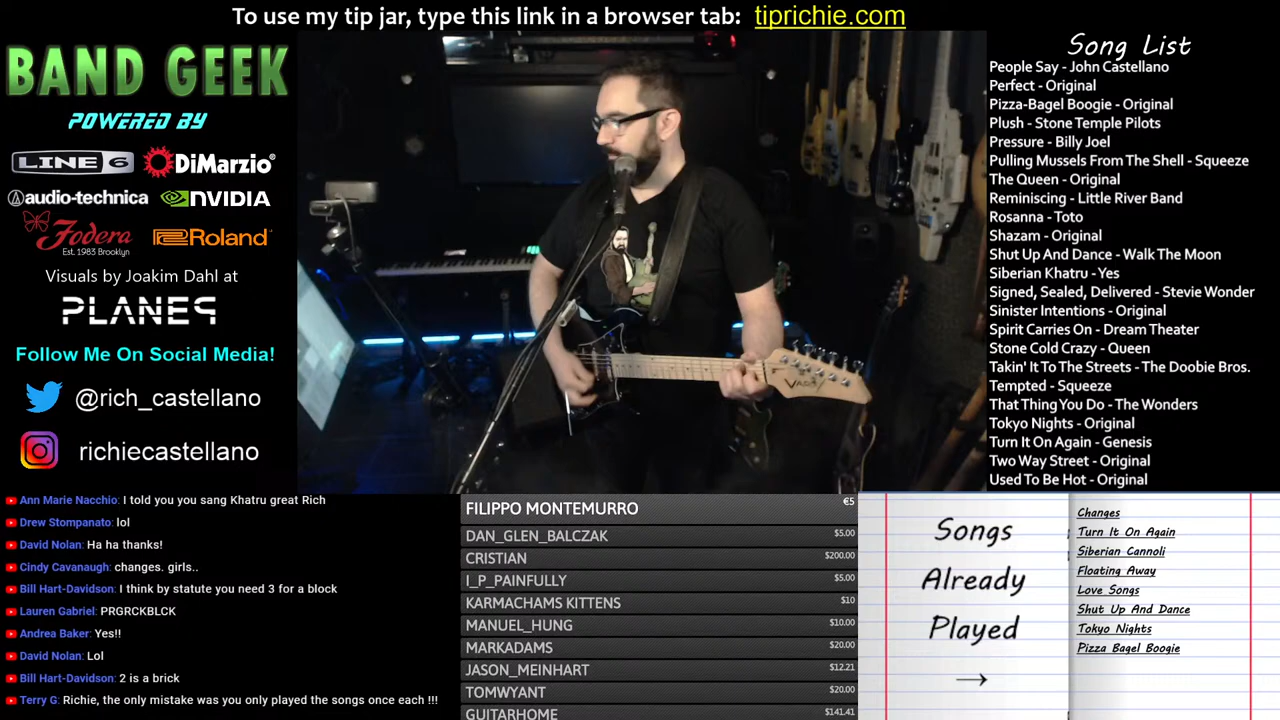 To use my tip jar, type this link in a browser tab: tiprichie.com
BAND GEEK
POWERED BY
LINE 6
DiMarzio
audio-technica
NVIDIA
Fodera
Est. 1983 Brooklyn
Roland
Visuals by Joakim Dahl at
PLANE9
Follow Me On Social Media!
@rich_castellano
richiecastellano
Ann Marie Nacchio: I told you you sang Khatru great Rich
Drew Stompanato: lol
David Nolan: Ha ha thanks!
Cindy Cavanaugh: changes. girls..
Bill Hart-Davidson: I think by statute you need 3 for a block
Lauren Gabriel: PRGRCKBLCK
Andrea Baker: Yes!!
David Nolan: Lol
Bill Hart-Davidson: 2 is a brick
Terry G: Richie, the only mistake was you only played the songs once each !!!
FILIPPO MONTEMURRO €5
DAN_GLEN_BALCZAK $5.00
CRISTIAN $200.00
I_P_PAINFULLY $5.00
KARMACHAMS KITTENS $10
MANUEL_HUNG $10.00
MARKADAMS $20.00
JASON_MEINHART $12.21
TOMWYANT $20.00
GUITARHOME $141.41
Song List
People Say - John Castellano
Perfect - Original
Pizza-Bagel Boogie - Original
Plush - Stone Temple Pilots
Pressure - Billy Joel
Pulling Mussels From The Shell - Squeeze
The Queen - Original
Reminiscing - Little River Band
Rosanna - Toto
Shazam - Original
Shut Up And Dance - Walk The Moon
Siberian Khatru - Yes
Signed, Sealed, Delivered - Stevie Wonder
Sinister Intentions - Original
Spirit Carries On - Dream Theater
Stone Cold Crazy - Queen
Takin' It To The Streets - The Doobie Bros.
Tempted - Squeeze
That Thing You Do - The Wonders
Tokyo Nights - Original
Turn It On Again - Genesis
Two Way Street - Original
Used To Be Hot - Original
Songs
Already
Played
→
Changes
Turn It On Again
Siberian Cannoli
Floating Away
Love Songs
Shut Up And Dance
Tokyo Nights
Pizza Bagel Boogie